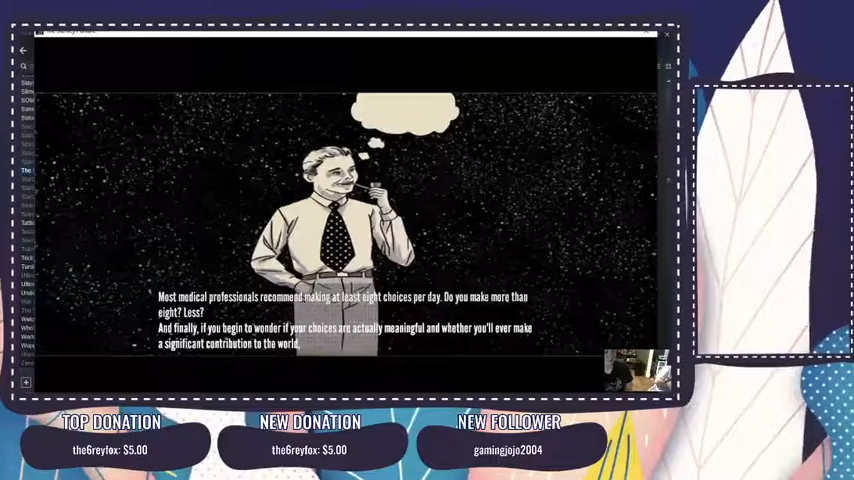 Most medical professionals recommend making at least eight choices per day. Do you make more than
eight? Less?
And finally, if you begin to wonder if your choices are actually meaningful and whether you'll ever make
a significant contribution to the world,
TOP DONATION
NEW DONATION
NEW FOLLOWER
the6reyfox: $5.00
the6reyfox: $5.00
gamingjojo2004